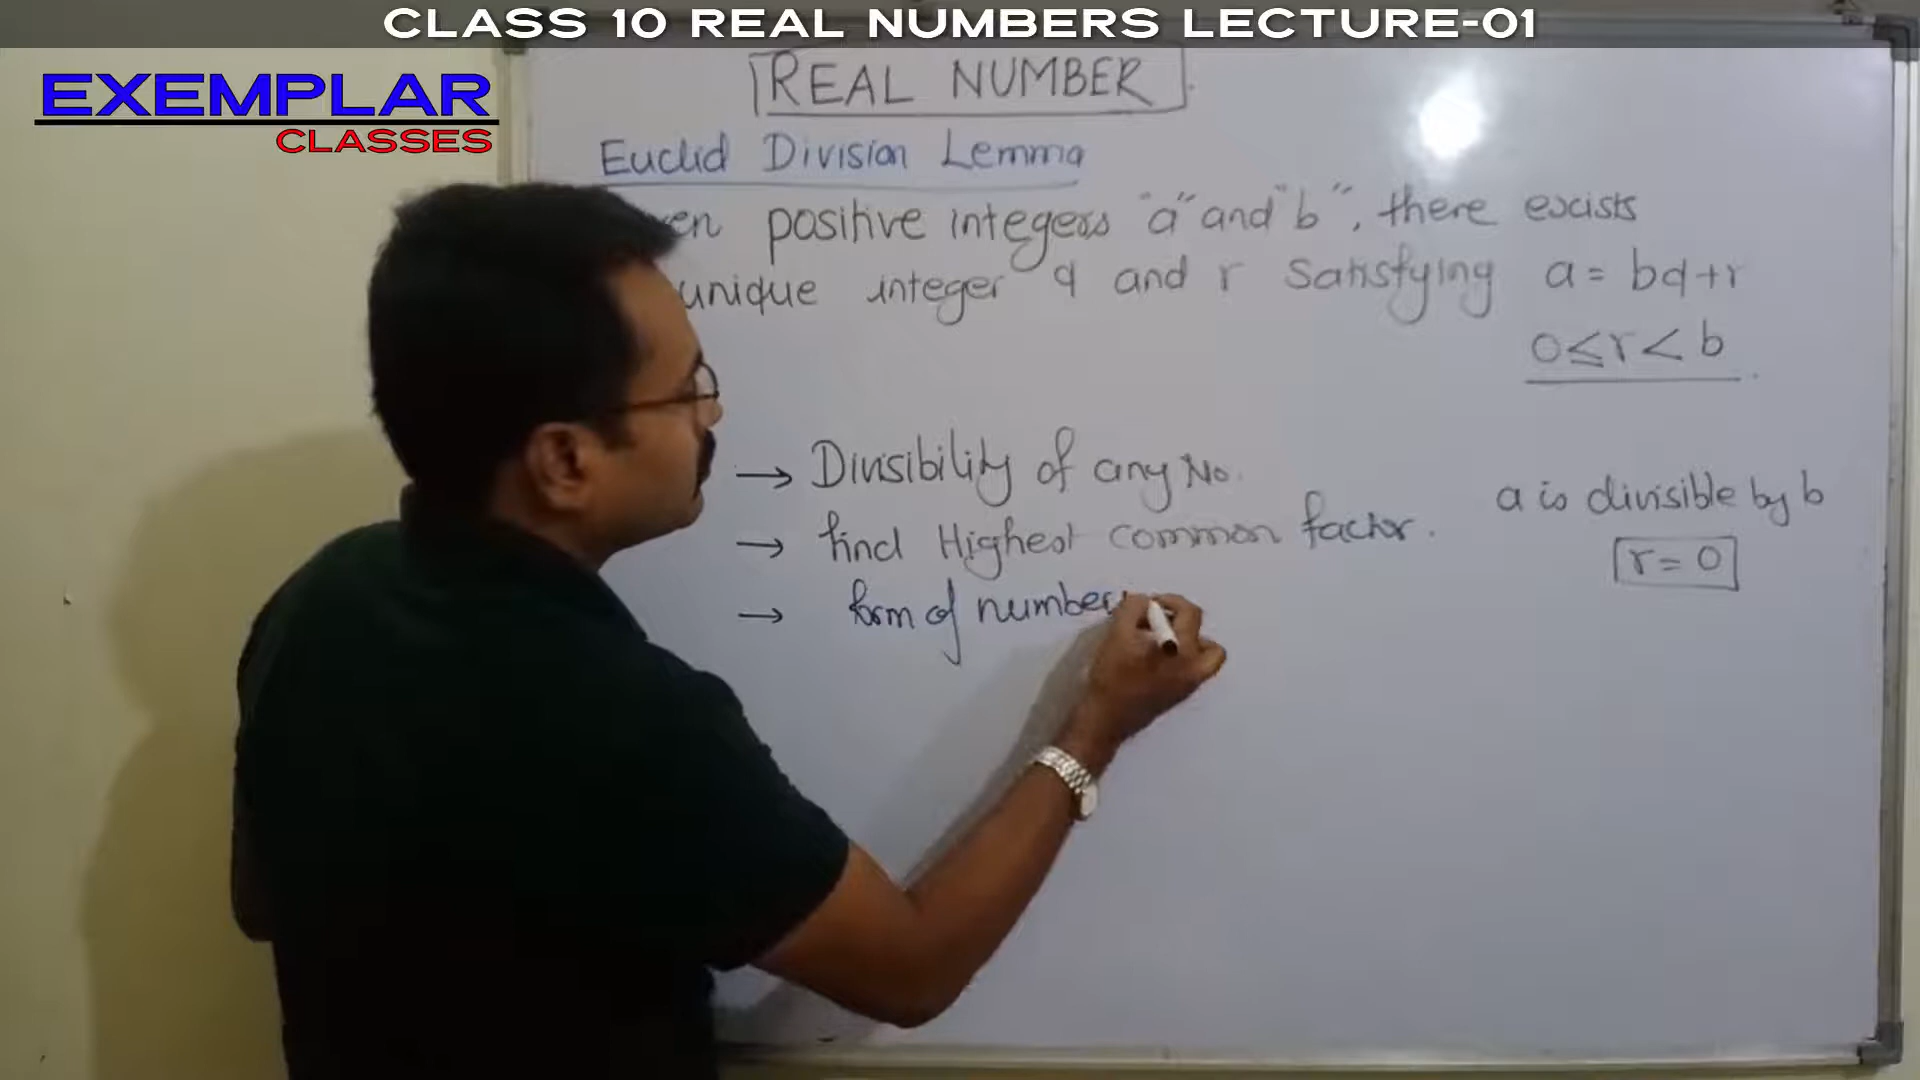 CLASS 10 REAL NUMBERS LECTURE-01
EXEMPLAR
CLASSES
REAL NUMBER
Euclid Division Lemma
positive integers "a" and "b", there exists
unique integer q and r satisfying a = bq+r
0≤r<b
→ Divisibility of any No.
→ find Highest common factor.
→ form of number
a is divisible by b
r = 0